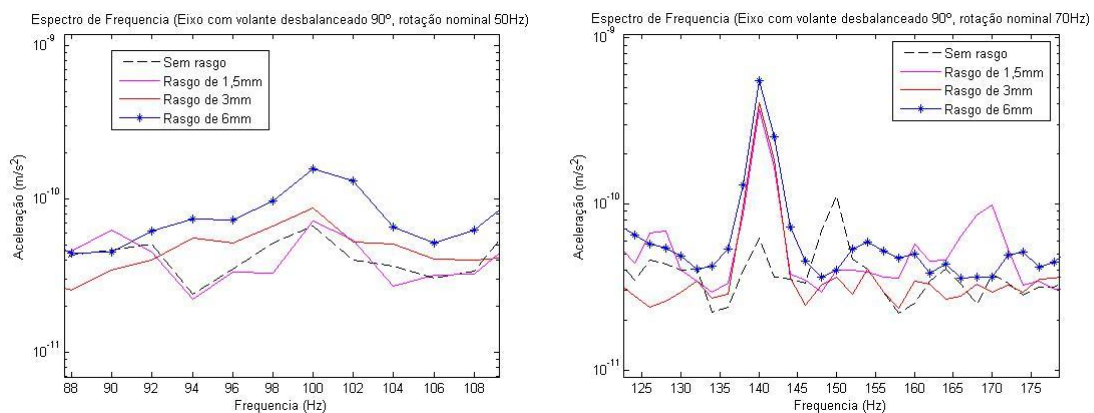 Espectro de Frequencia (Eixo com volante desbalanceado 90º, rotação nominal 50Hz)
10^-9
10^-10
10^-11
Aceleração (m/s^2)
Sem rasgo
Rasgo de 1,5mm
Rasgo de 3mm
Rasgo de 6mm
88 90 92 94 96 98 100 102 104 106 108
Frequencia (Hz)
Espectro de Frequencia (Eixo com volante desbalanceado 90º, rotação nominal 70Hz)
10^-9
10^-10
10^-11
Aceleração (m/s^2)
Sem rasgo
Rasgo de 1,5mm
Rasgo de 3mm
Rasgo de 6mm
125 130 135 140 145 150 155 160 165 170 175
Frequencia (Hz)